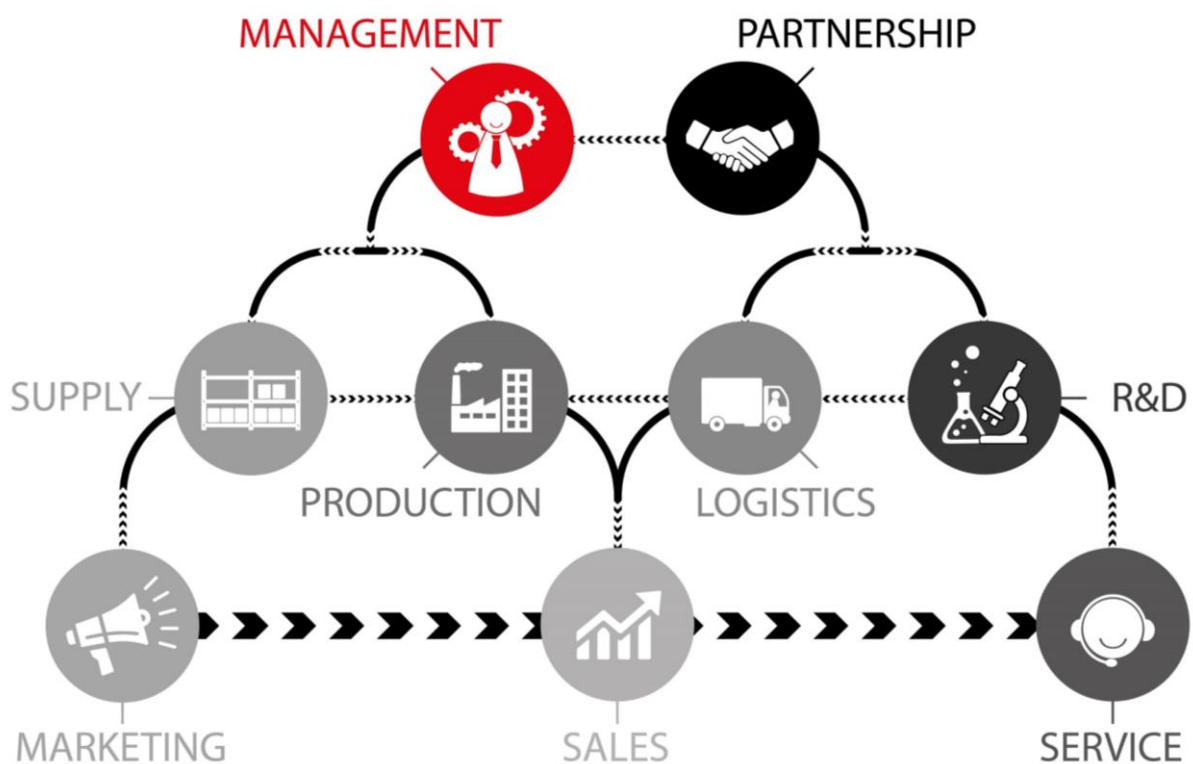 MANAGEMENT
PARTNERSHIP
SUPPLY
R&D
PRODUCTION
LOGISTICS
MARKETING
SALES
SERVICE